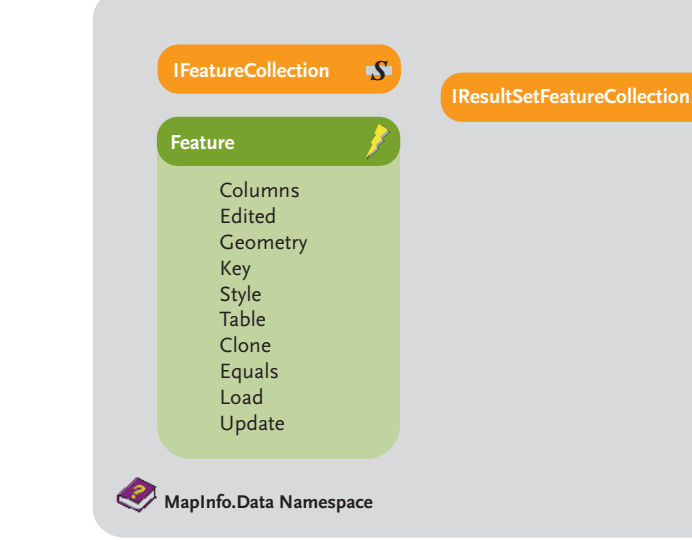 IFeatureCollection
S
IResultSetFeatureCollection
Feature
Columns
Edited
Geometry
Key
Style
Table
Clone
Equals
Load
Update
?
MapInfo.Data Namespace